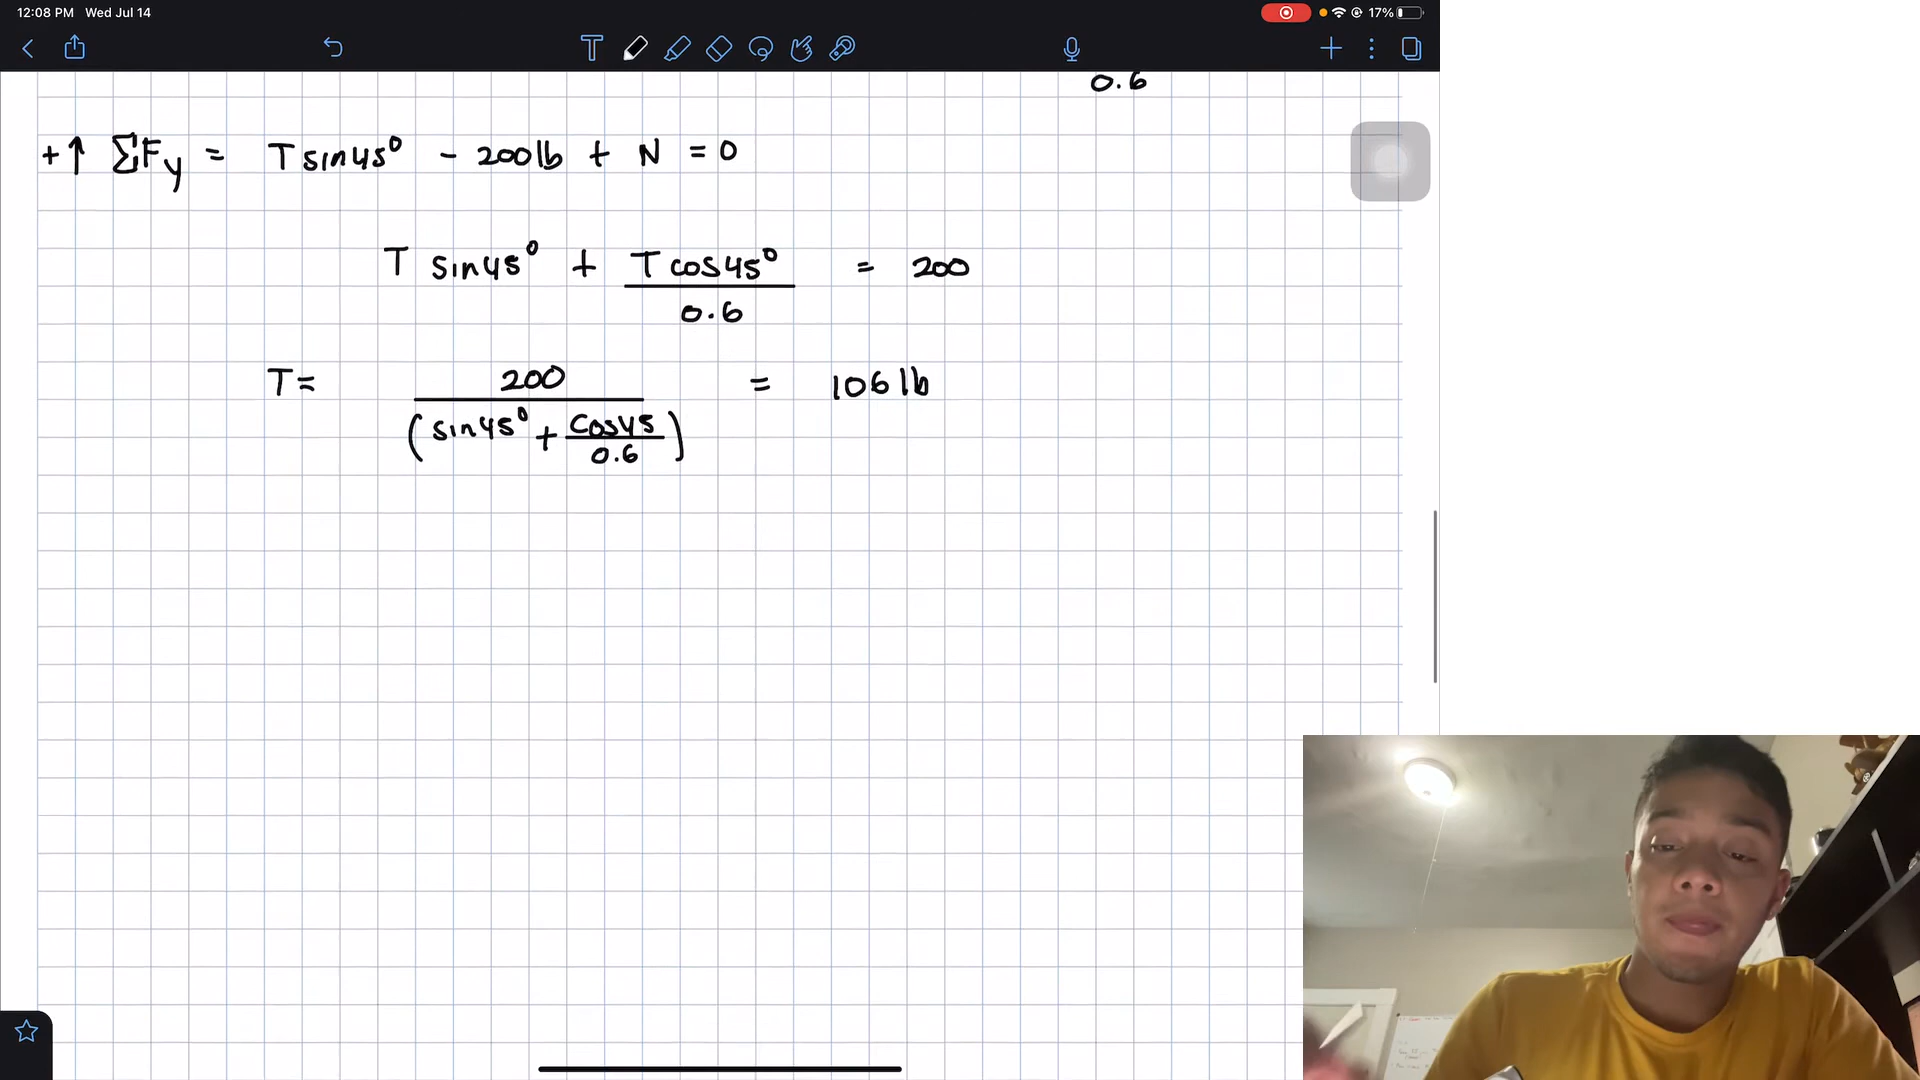 12:08 PM Wed Jul 14
17%
0.6
+↑ ΣFy = T sin45° - 200lb + N = 0
T sin45° + T cos45° / 0.6 = 200
T = 200 / (sin45° + cos45 / 0.6) = 106 lb